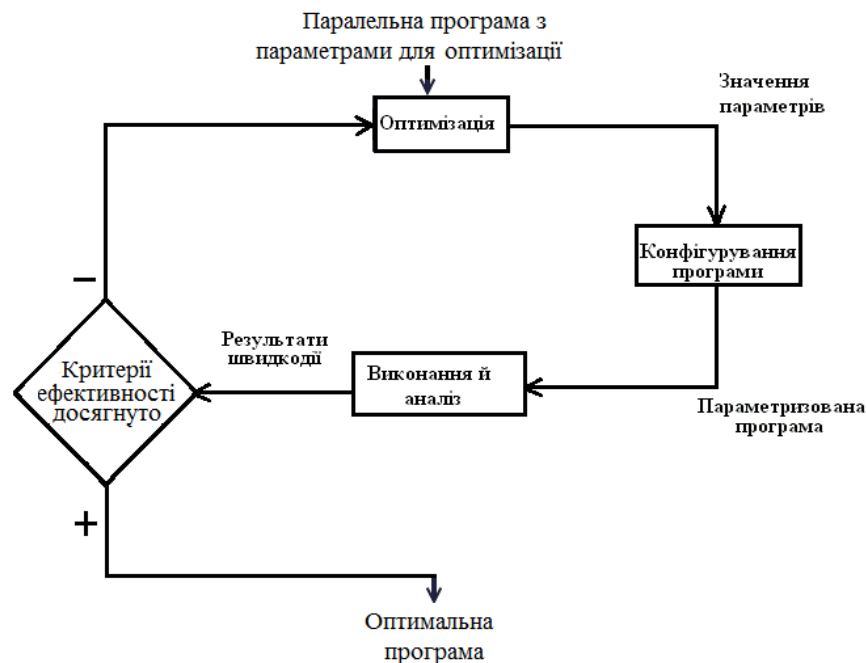 Паралельна програма з
параметрами для оптимізації
Оптимізація
Значення
параметрів
Конфігурування
програми
Параметризована
програма
Виконання й
аналіз
Результати
швидкодії
Критерії
ефективності
досягнуто
−
+
Оптимальна
програма